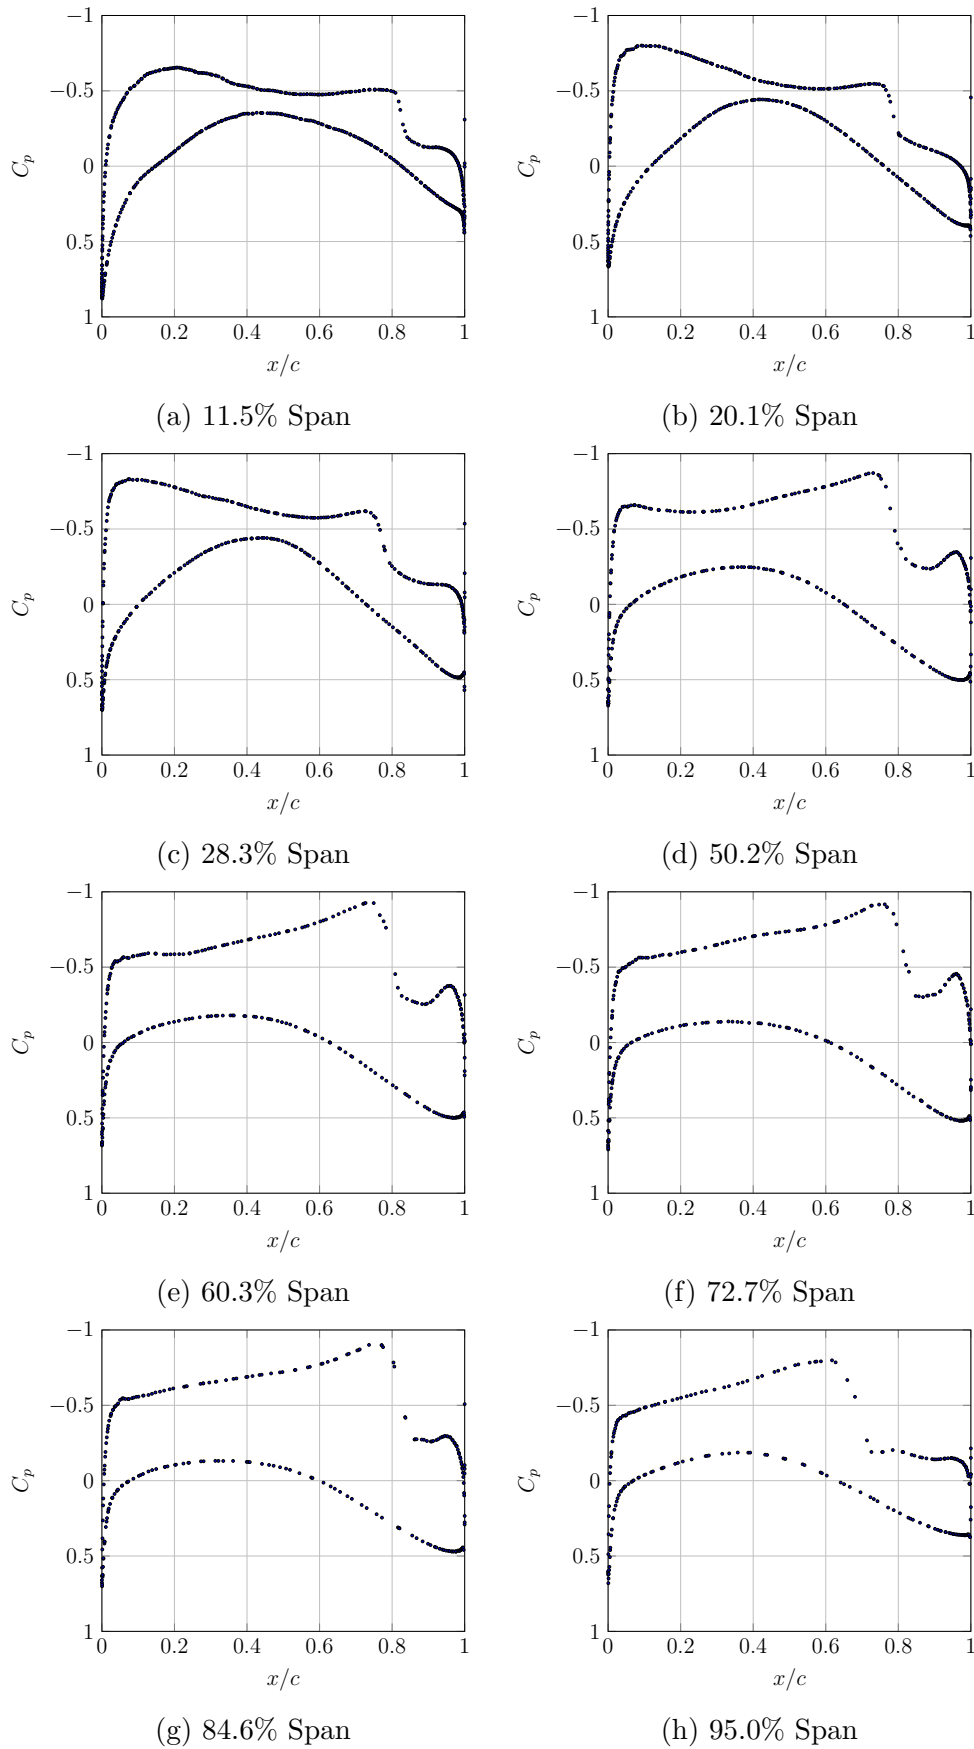 −1
−0.5
0
0.5
1
C_p
0 0.2 0.4 0.6 0.8 1
x/c
(a) 11.5% Span
−1
−0.5
0
0.5
1
C_p
0 0.2 0.4 0.6 0.8 1
x/c
(b) 20.1% Span
−1
−0.5
0
0.5
1
C_p
0 0.2 0.4 0.6 0.8 1
x/c
(c) 28.3% Span
−1
−0.5
0
0.5
1
C_p
0 0.2 0.4 0.6 0.8 1
x/c
(d) 50.2% Span
−1
−0.5
0
0.5
1
C_p
0 0.2 0.4 0.6 0.8 1
x/c
(e) 60.3% Span
−1
−0.5
0
0.5
1
C_p
0 0.2 0.4 0.6 0.8 1
x/c
(f) 72.7% Span
−1
−0.5
0
0.5
1
C_p
0 0.2 0.4 0.6 0.8 1
x/c
(g) 84.6% Span
−1
−0.5
0
0.5
1
C_p
0 0.2 0.4 0.6 0.8 1
x/c
(h) 95.0% Span